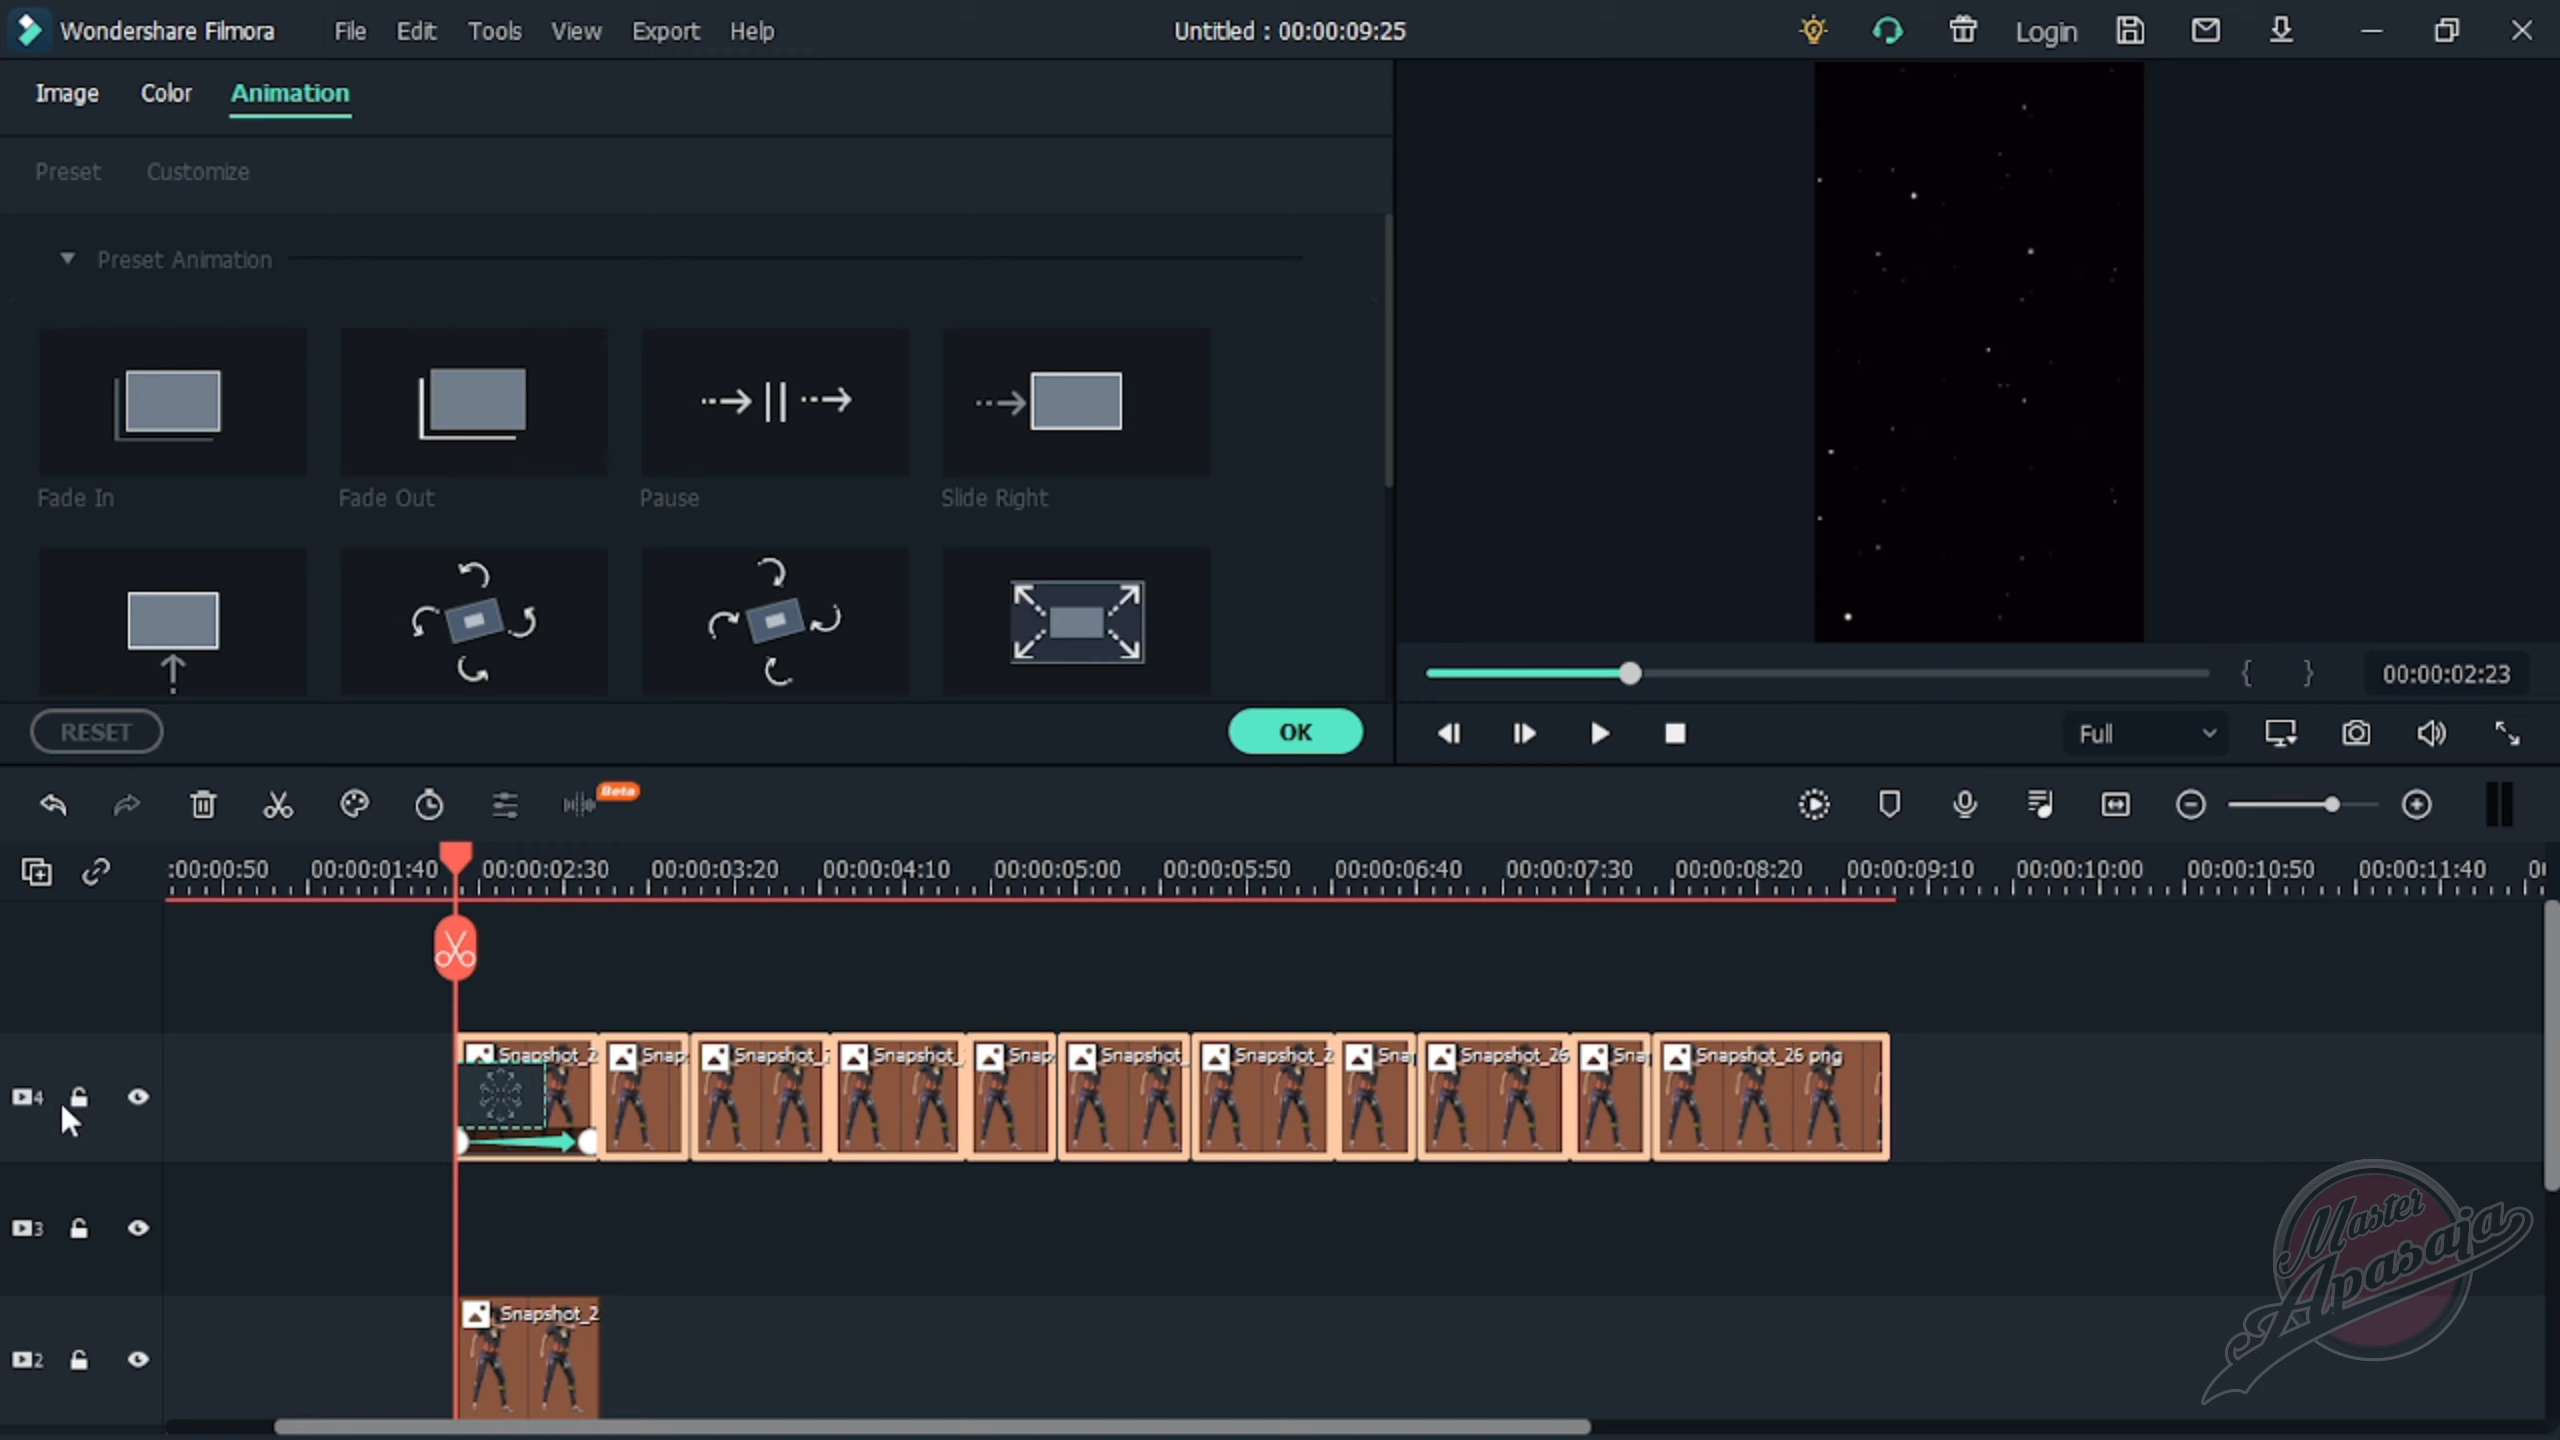 Wondershare Filmora File Edit Tools View Export Help Untitled : 00:00:09:25 Login
Image Color Animation
Preset Customize
Preset Animation
Fade In Fade Out Pause Slide Right
00:00:02:23
RESET OK Full
Beta
:00:00:50 00:00:01:40 00:00:02:30 00:00:03:20 00:00:04:10 00:00:05:00 00:00:05:50 00:00:06:40 00:00:07:30 00:00:08:20 00:00:09:10 00:00:10:00 00:00:10:50 00:00:11:40
Snapshot_2 Snap Snapshot_ Snapshot_ Snap Snapshot_ Snapshot_2 Sna Snapshot_26 Sna Snapshot_26 png
4
3
Master
Apasaja
Snapshot_2
2